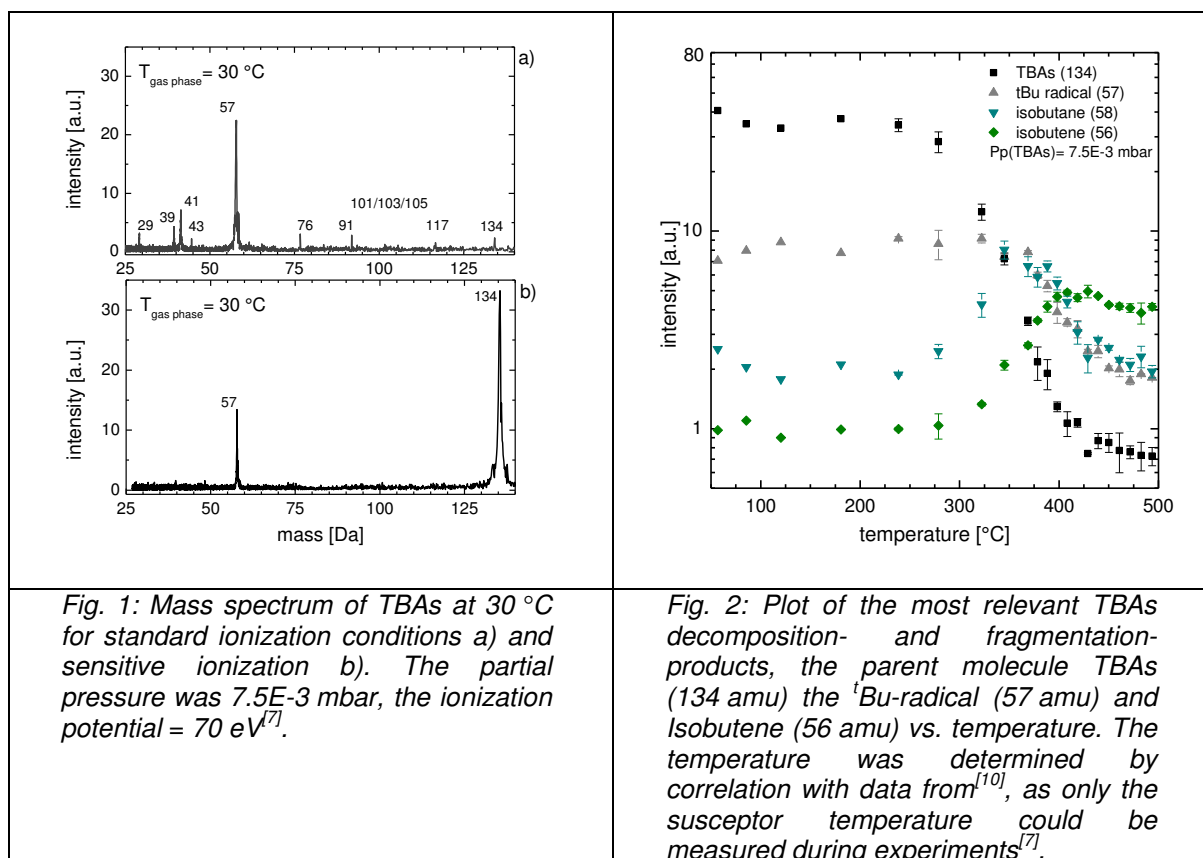 a)
T gas phase = 30 °C
57
41
39
29
43
76
91
101/103/105
117
134
intensity [a.u.]
30
20
10
0
25 50 75 100 125
b)
T gas phase = 30 °C
134
57
intensity [a.u.]
30
20
10
0
25 50 75 100 125
mass [Da]
80
10
1
intensity [a.u.]
TBAs (134)
tBu radical (57)
isobutane (58)
isobutene (56)
Pp(TBAs)= 7.5E-3 mbar
100 200 300 400 500
temperature [°C]
Fig. 1: Mass spectrum of TBAs at 30 °C
for standard ionization conditions a) and
sensitive ionization b). The partial
pressure was 7.5E-3 mbar, the ionization
potential = 70 eV[7].
Fig. 2: Plot of the most relevant TBAs
decomposition- and fragmentation-
products, the parent molecule TBAs
(134 amu) the tBu-radical (57 amu) and
Isobutene (56 amu) vs. temperature. The
temperature was determined by
correlation with data from[10], as only the
susceptor temperature could be
measured during experiments[7].